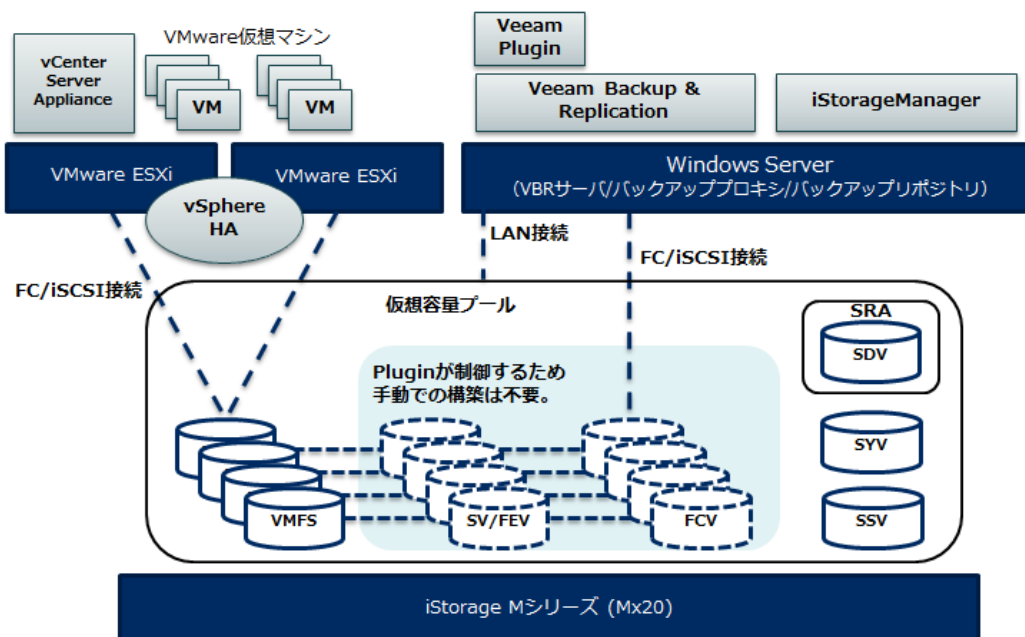 VMware仮想マシン
vCenter
Server
Appliance
VM
VM
Veeam
Plugin
Veeam Backup &
Replication
iStorageManager
VMware ESXi
VMware ESXi
vSphere
HA
Windows Server
（VBRサーバ/バックアッププロキシ/バックアップリポジトリ）
LAN接続
FC/iSCSI接続
FC/iSCSI接続
仮想容量プール
SRA
SDV
Pluginが制御するため
手動での構築は不要。
SYV
VMFS
SV/FEV
FCV
SSV
iStorage Mシリーズ (Mx20)